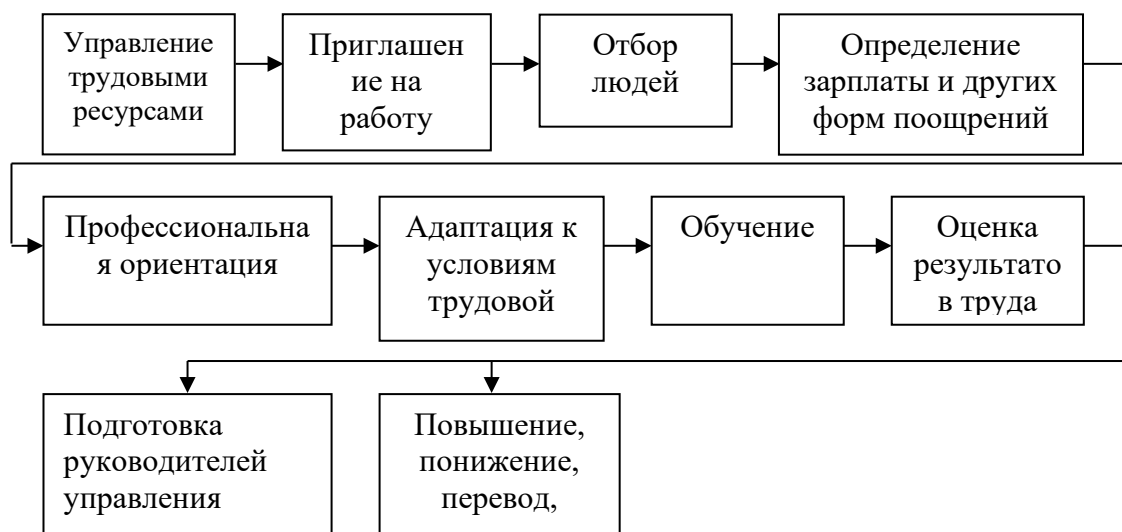 Управление
трудовыми
ресурсами
Приглашен
ие на
работу
Отбор
людей
Определение
зарплаты и других
форм поощрений
Профессиональна
я ориентация
Адаптация к
условиям
трудовой
Обучение
Оценка
результато
в труда
Подготовка
руководителей
управления
Повышение,
понижение,
перевод,